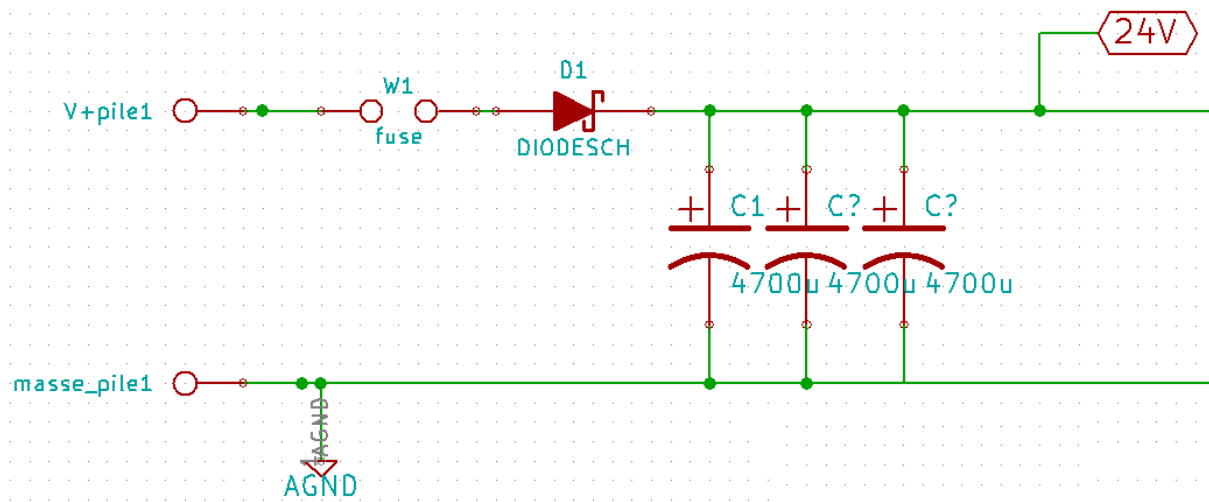 24V
D1
W1
V+pile1
fuse
DIODESCH
+ C1 + C? + C?
4700u 4700u 4700u
masse_pile1
AGND
AGND